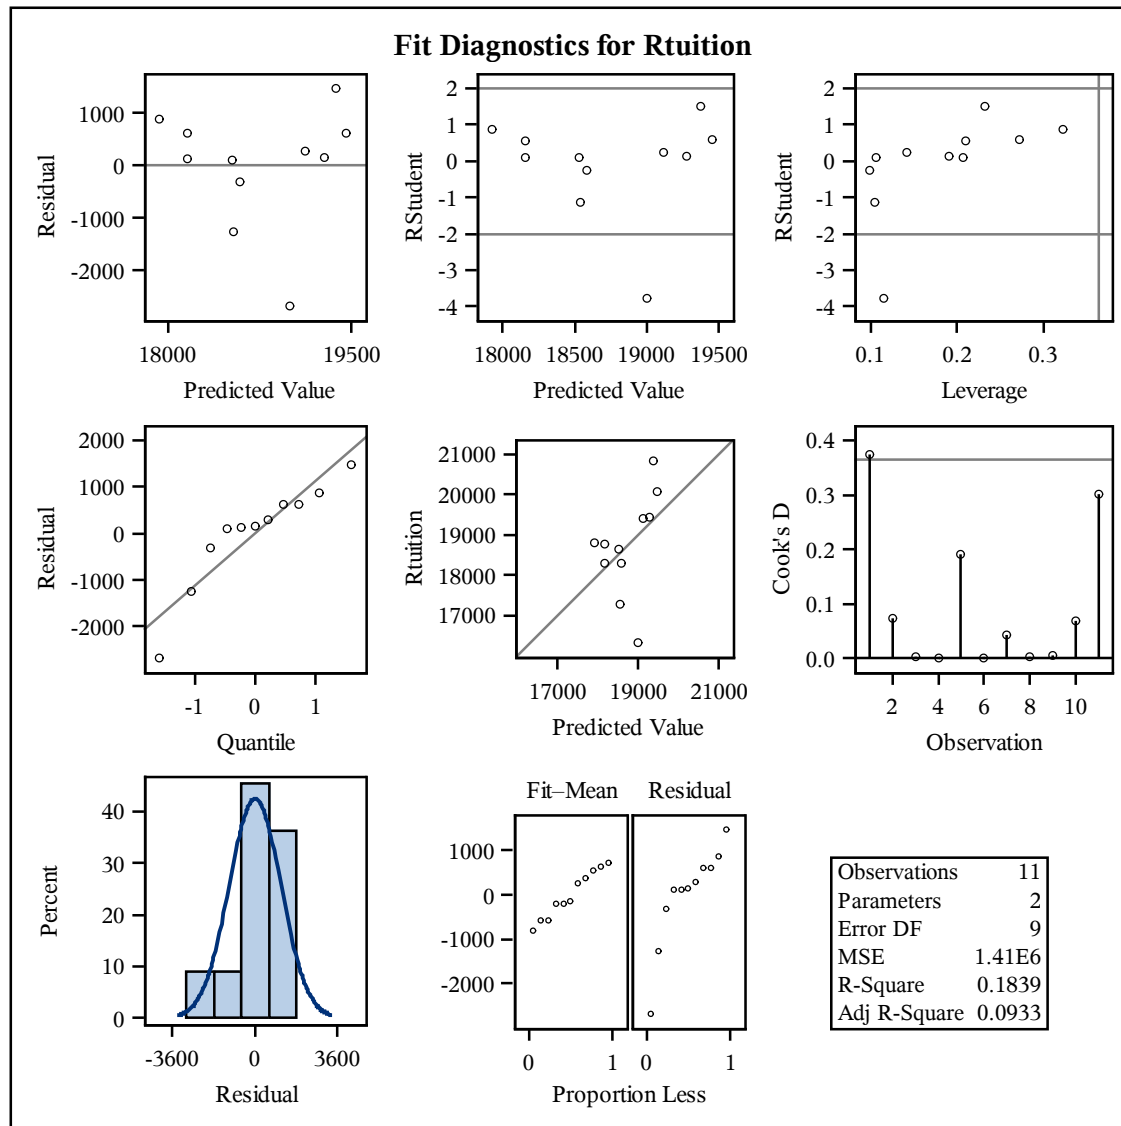 Fit Diagnostics for Rtuition
1000
0
-1000
-2000
Residual
18000 19500
Predicted Value
2
1
0
-1
-2
-3
-4
RStudent
18000 18500 19000 19500
Predicted Value
2
1
0
-1
-2
-3
-4
RStudent
0.1 0.2 0.3
Leverage
2000
1000
0
-1000
-2000
Residual
-1 0 1
Quantile
21000
20000
19000
18000
17000
Rtuition
17000 19000 21000
Predicted Value
0.4
0.3
0.2
0.1
0.0
Cook's D
2 4 6 8 10
Observation
40
30
20
10
0
Percent
-3600 0 3600
Residual
Fit–Mean Residual
1000
0
-1000
-2000
0 1 0 1
Proportion Less
Observations 11
Parameters 2
Error DF 9
MSE 1.41E6
R-Square 0.1839
Adj R-Square 0.0933